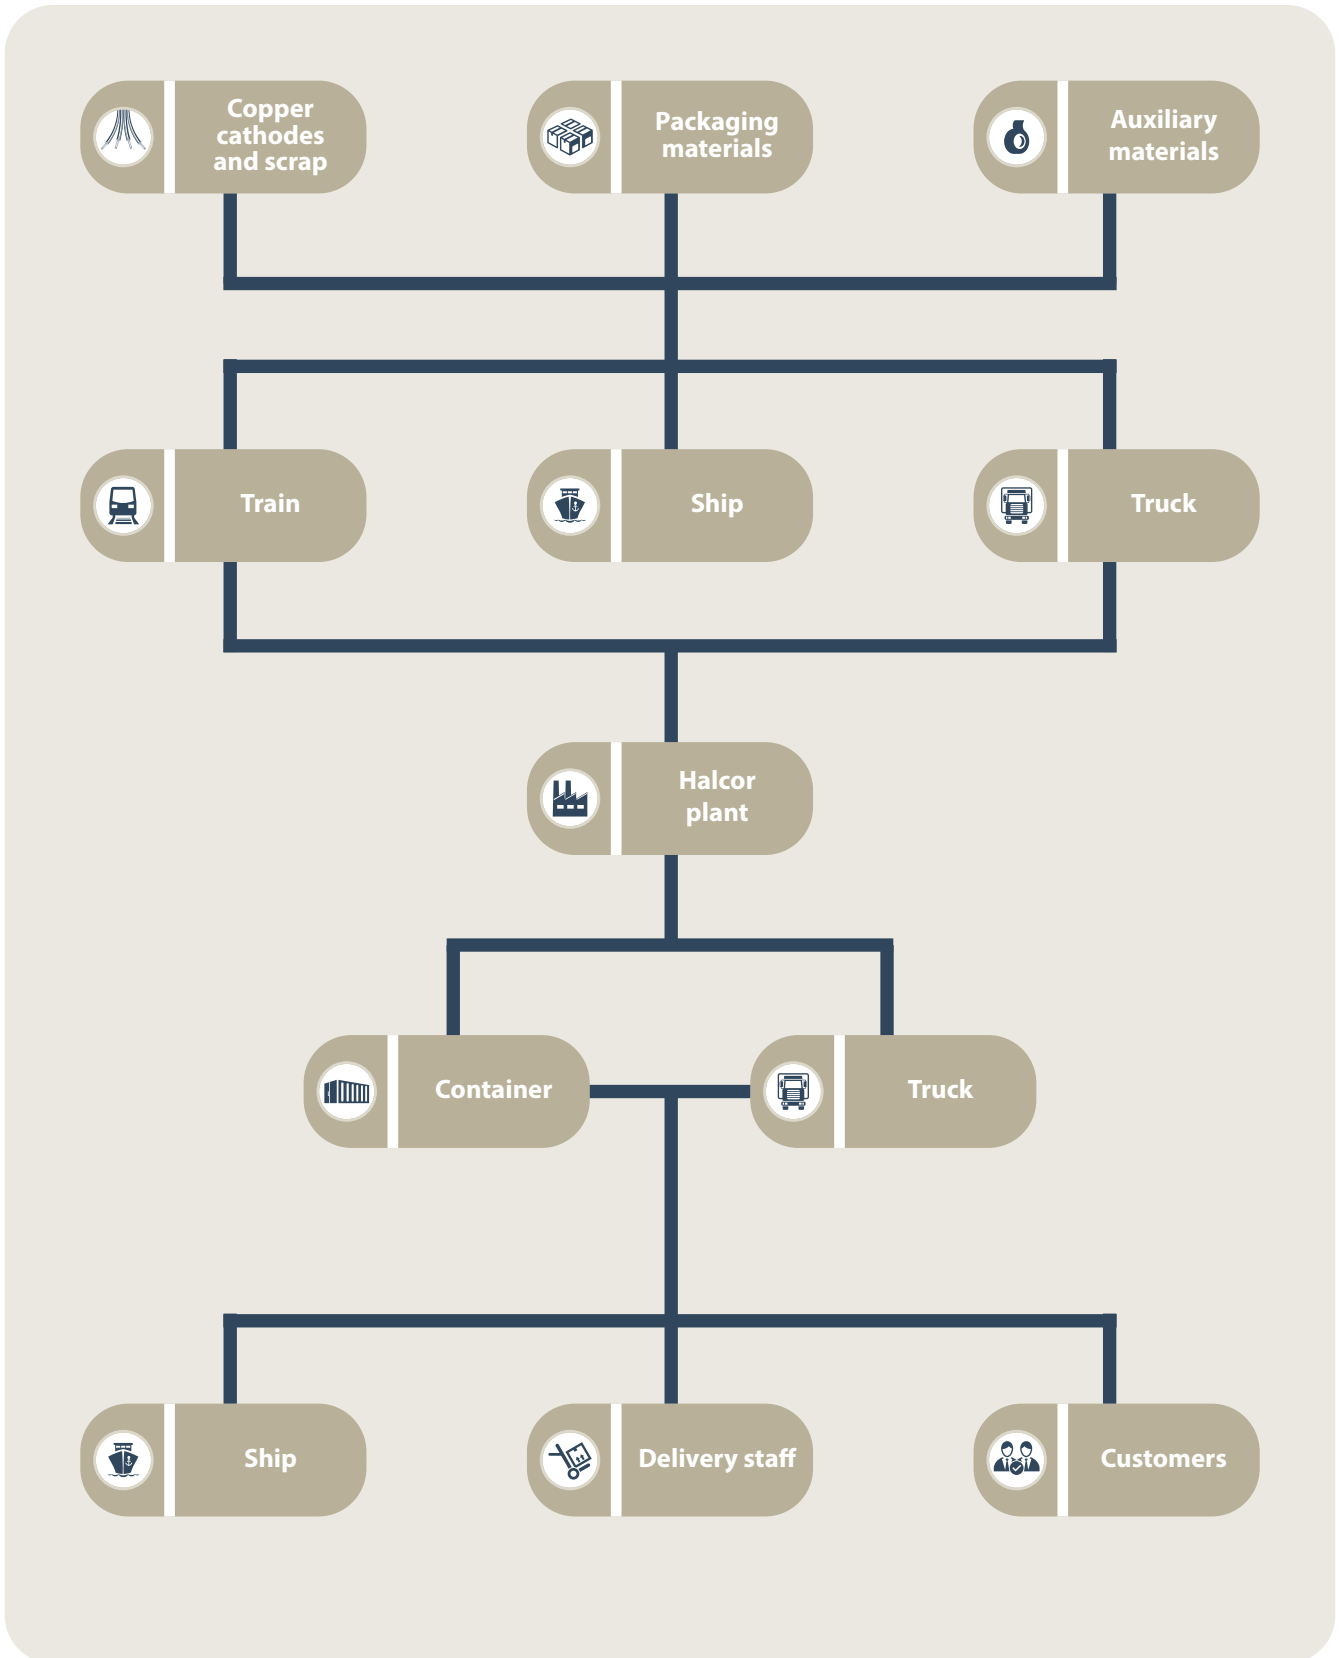 Copper
cathodes
and scrap
Packaging
materials
Auxiliary
materials
Train
Ship
Truck
Halcor
plant
Container
Truck
Ship
Delivery staff
Customers